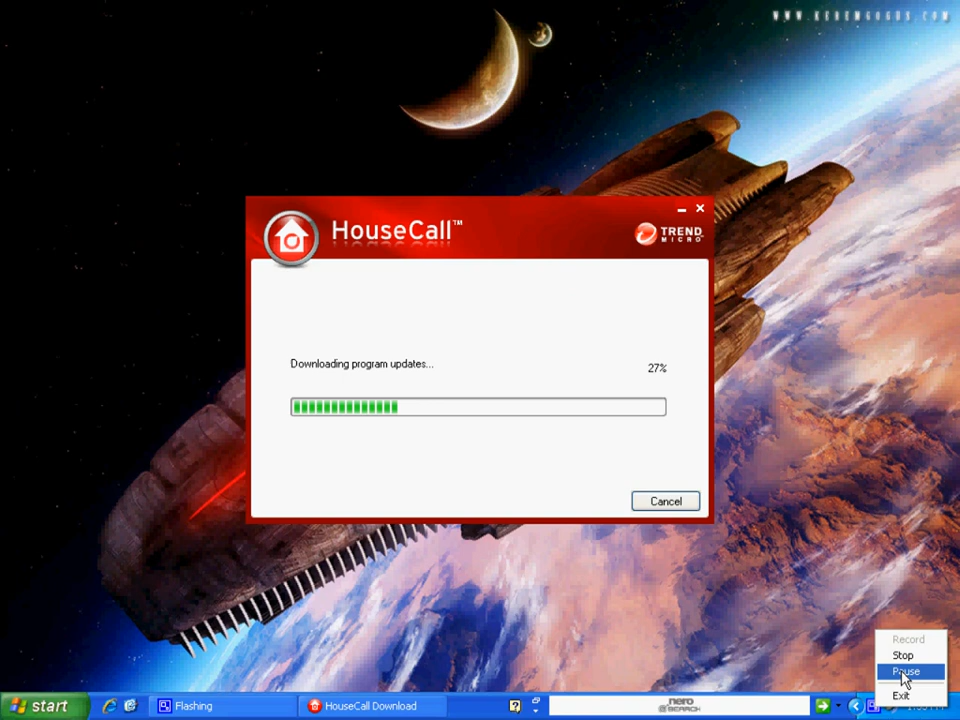 WWW.KEREMGOGUS.COM
HouseCall™
TREND
MICRO
Downloading program updates...
27%
Cancel
Record
Stop
Pause
Exit
start
Flashing
HouseCall Download
nero
SEARCH